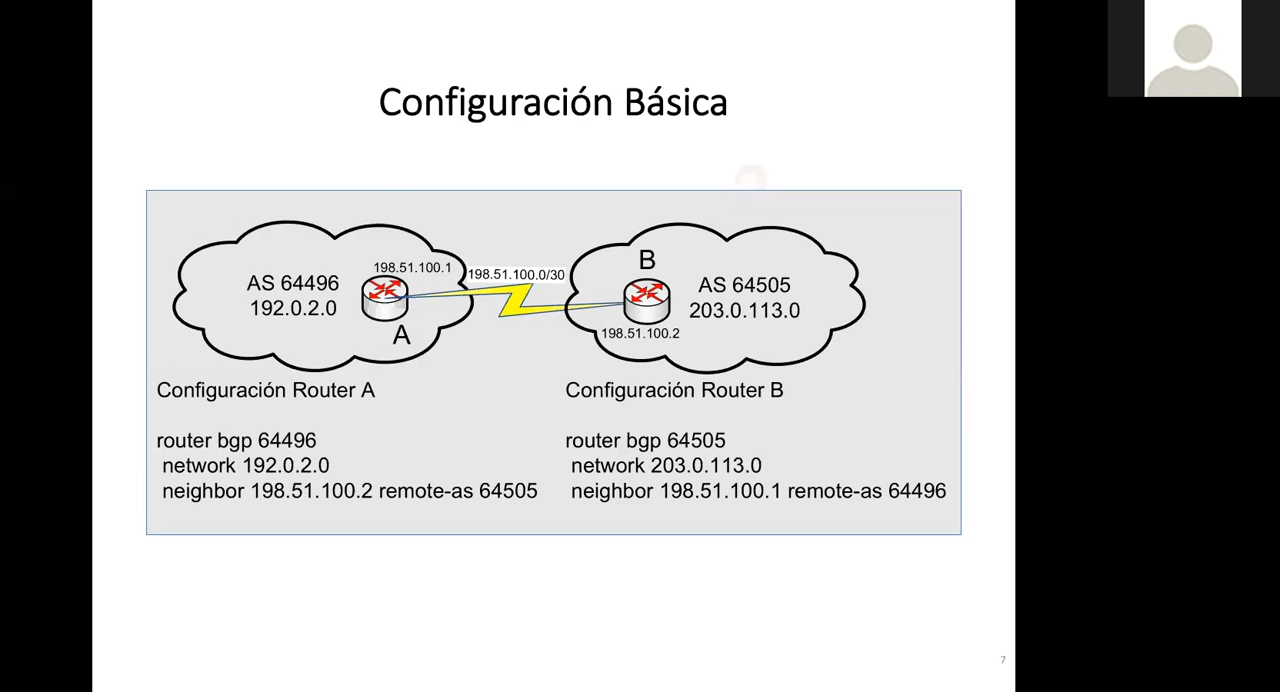 Configuración Básica
198.51.100.1
198.51.100.0/30
AS 64496
192.0.2.0
A
B
AS 64505
203.0.113.0
198.51.100.2
Configuración Router A
router bgp 64496
network 192.0.2.0
neighbor 198.51.100.2 remote-as 64505
Configuración Router B
router bgp 64505
network 203.0.113.0
neighbor 198.51.100.1 remote-as 64496
7